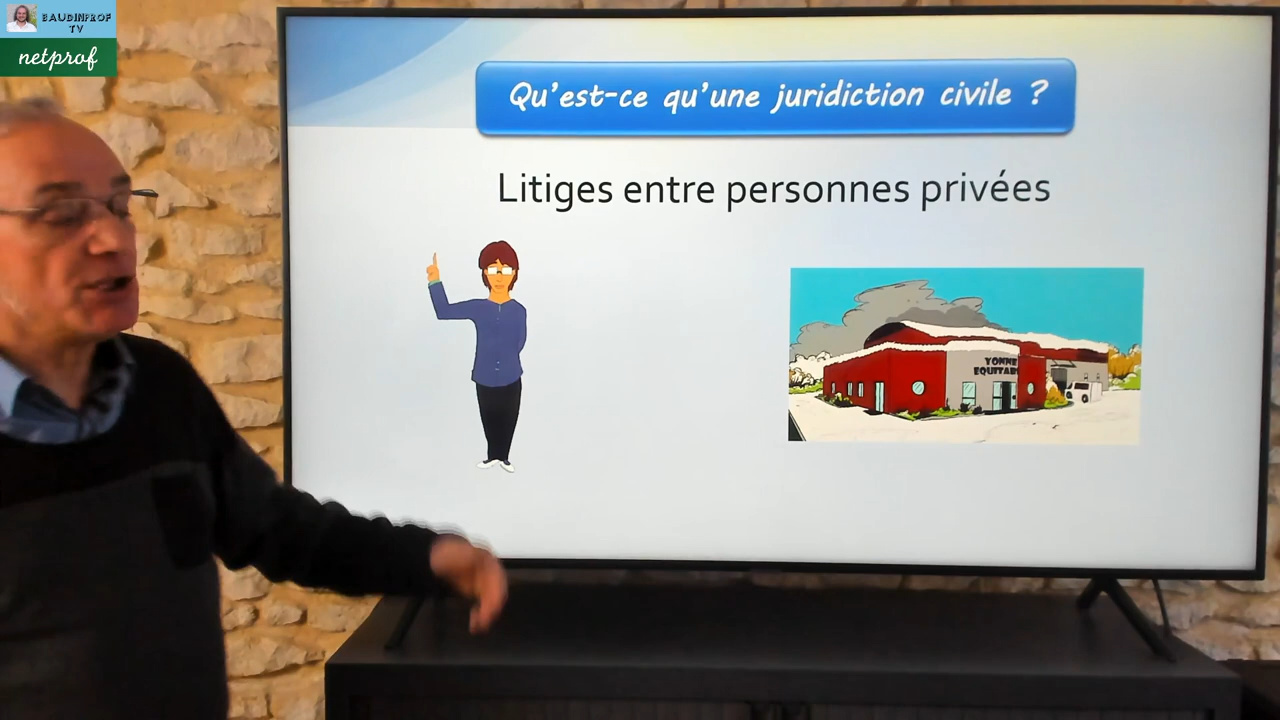 BAUDINPROF
TV
netprof
Qu'est-ce qu'une juridiction civile ?
Litiges entre personnes privées
YONNE